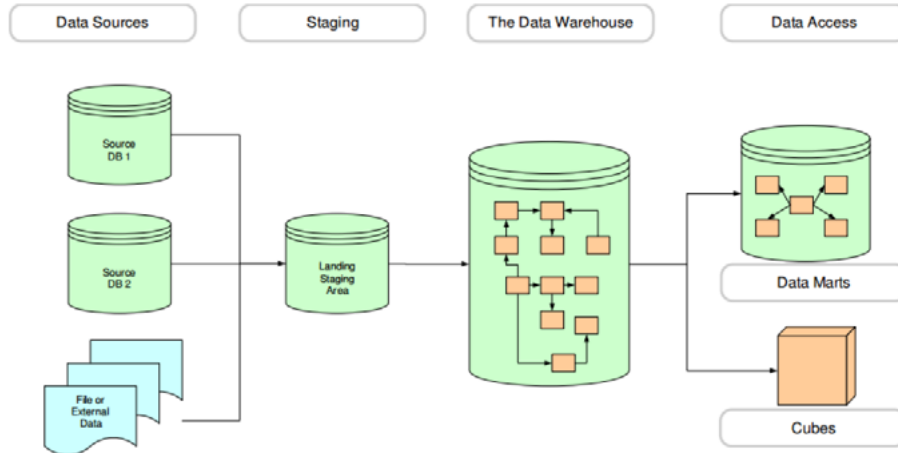 Data Sources
Staging
The Data Warehouse
Data Access
Source
DB 1
Source
DB 2
File or
External
Data
Landing
Staging
Area
Data Marts
Cubes